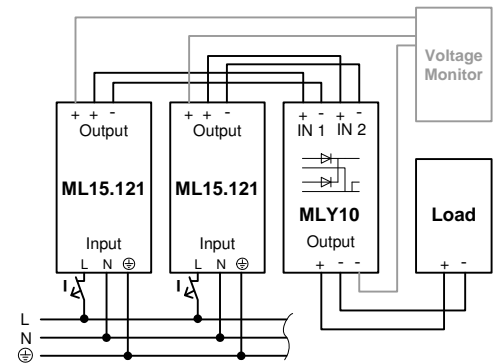 Voltage
Monitor
+ + -
Output
ML15.121
Input
L N ⏚
I
+ + -
Output
ML15.121
Input
L N ⏚
I
+ - + -
IN 1 IN 2
MLY10
Output
+ - -
Load
+ -
L
N
⏚